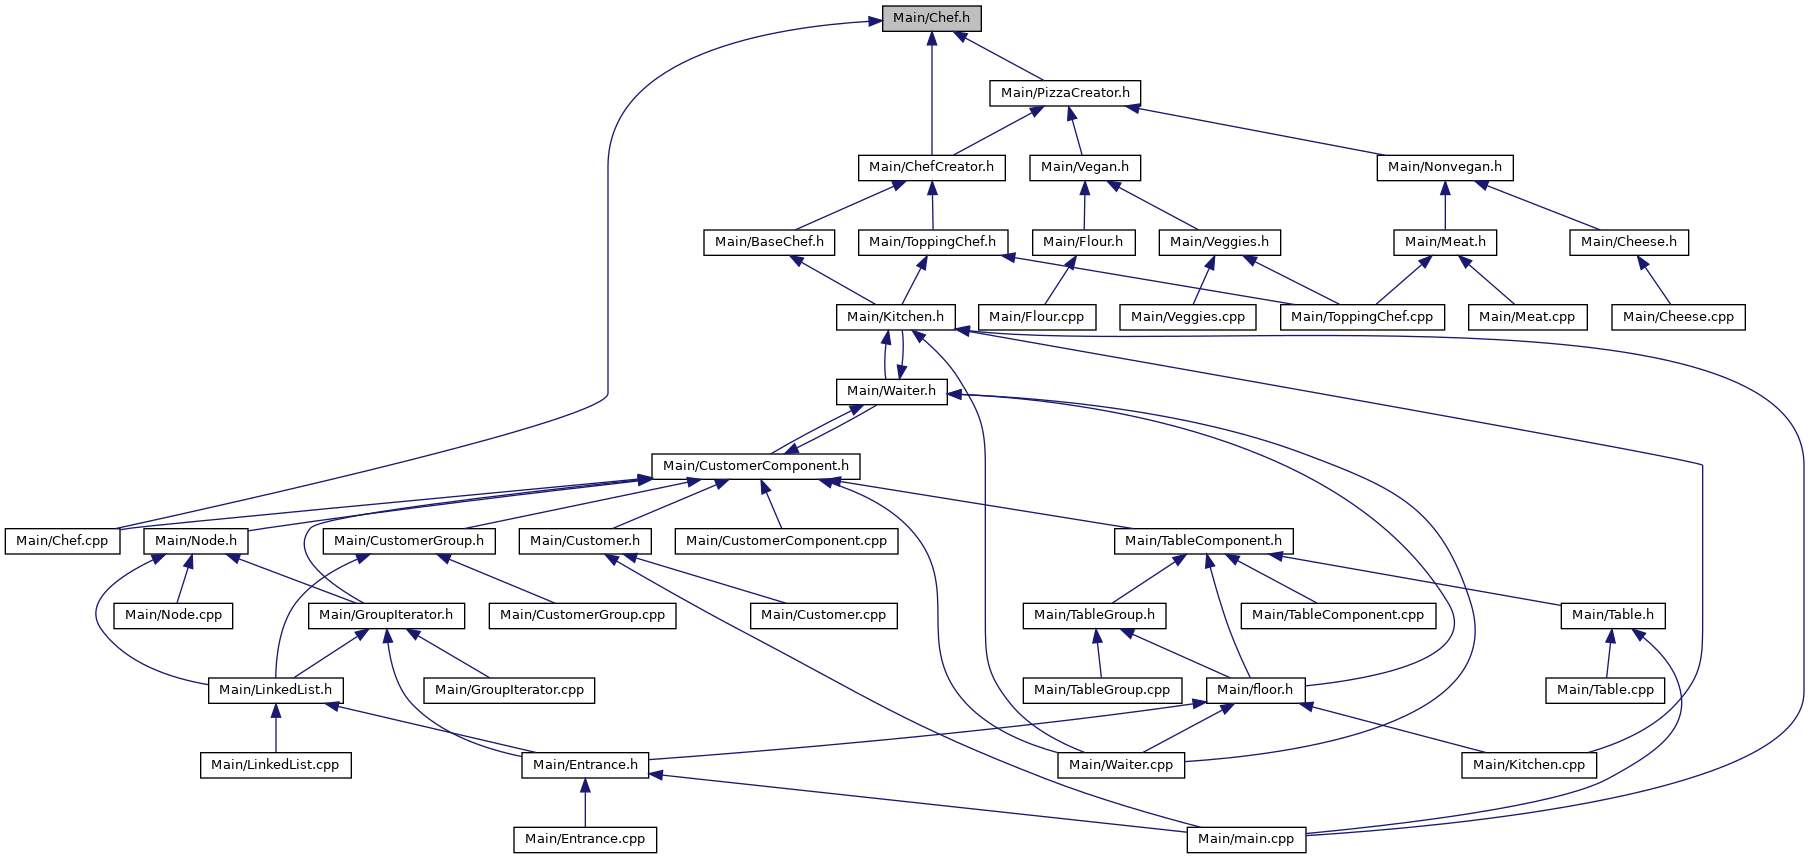 Main/Chef.h
Main/PizzaCreator.h
Main/ChefCreator.h
Main/Vegan.h
Main/Nonvegan.h
Main/BaseChef.h
Main/ToppingChef.h
Main/Flour.h
Main/Veggies.h
Main/Meat.h
Main/Cheese.h
Main/Kitchen.h
Main/Flour.cpp
Main/Veggies.cpp
Main/ToppingChef.cpp
Main/Meat.cpp
Main/Cheese.cpp
Main/Waiter.h
Main/CustomerComponent.h
Main/Chef.cpp
Main/Node.h
Main/CustomerGroup.h
Main/Customer.h
Main/CustomerComponent.cpp
Main/TableComponent.h
Main/Node.cpp
Main/GroupIterator.h
Main/CustomerGroup.cpp
Main/Customer.cpp
Main/TableGroup.h
Main/TableComponent.cpp
Main/Table.h
Main/LinkedList.h
Main/GroupIterator.cpp
Main/TableGroup.cpp
Main/floor.h
Main/Table.cpp
Main/LinkedList.cpp
Main/Entrance.h
Main/Waiter.cpp
Main/Kitchen.cpp
Main/Entrance.cpp
Main/main.cpp